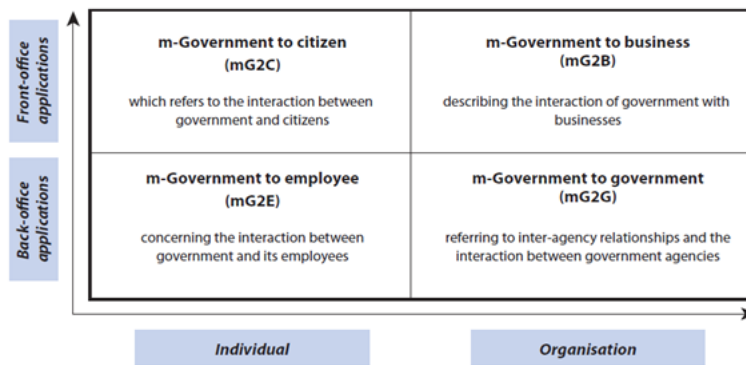 Front-office
applications
m-Government to citizen
(mG2C)
which refers to the interaction between
government and citizens
m-Government to business
(mG2B)
describing the interaction of government with
businesses
Back-office
applications
m-Government to employee
(mG2E)
concerning the interaction between
government and its employees
m-Government to government
(mG2G)
referring to inter-agency relationships and the
interaction between government agencies
Individual
Organisation